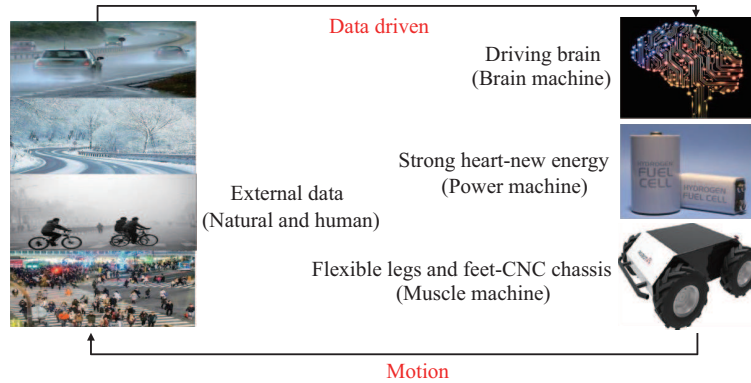 Data driven
Driving brain
(Brain machine)
Strong heart-new energy
(Power machine)
HYDROGEN
FUEL
CELL
HYDROGEN
FUEL CELL
External data
(Natural and human)
Flexible legs and feet-CNC chassis
(Muscle machine)
Motion